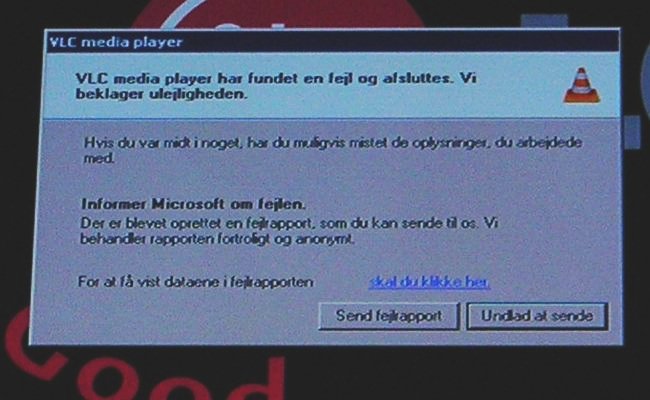 VLC media player
VLC media player har fundet en fejl og afsluttes. Vi
beklager ulejligheden.
Hvis du var midt i noget, har du muligvis mistet de oplysninger, du arbejdede
med.
Informer Microsoft om fejlen.
Der er blevet oprettet en fejlrapport, som du kan sende til os. Vi
behandler rapporten fortroligt og anonymt.
For at få vist dataene i fejlrapporten skal du klikke her.
Send fejlrapport Undlad at sende
Good